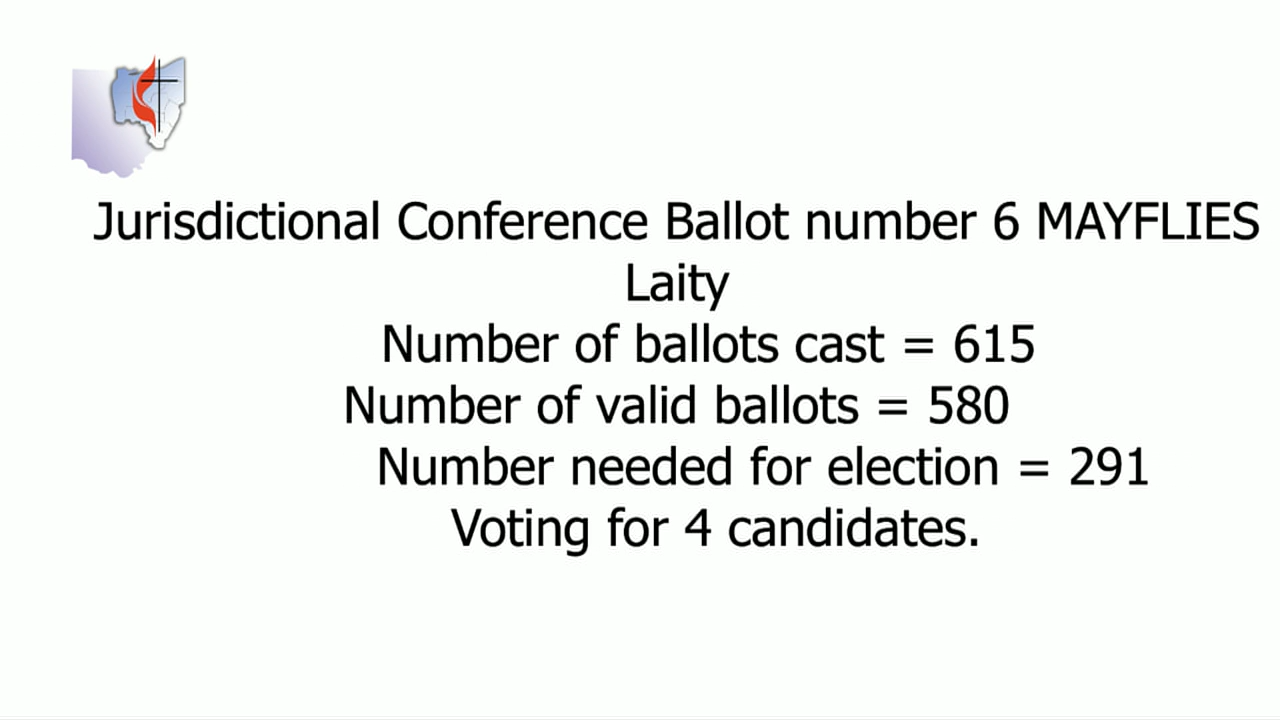 Jurisdictional Conference Ballot number 6 MAYFLIES
Laity
Number of ballots cast = 615
Number of valid ballots = 580
Number needed for election = 291
Voting for 4 candidates.